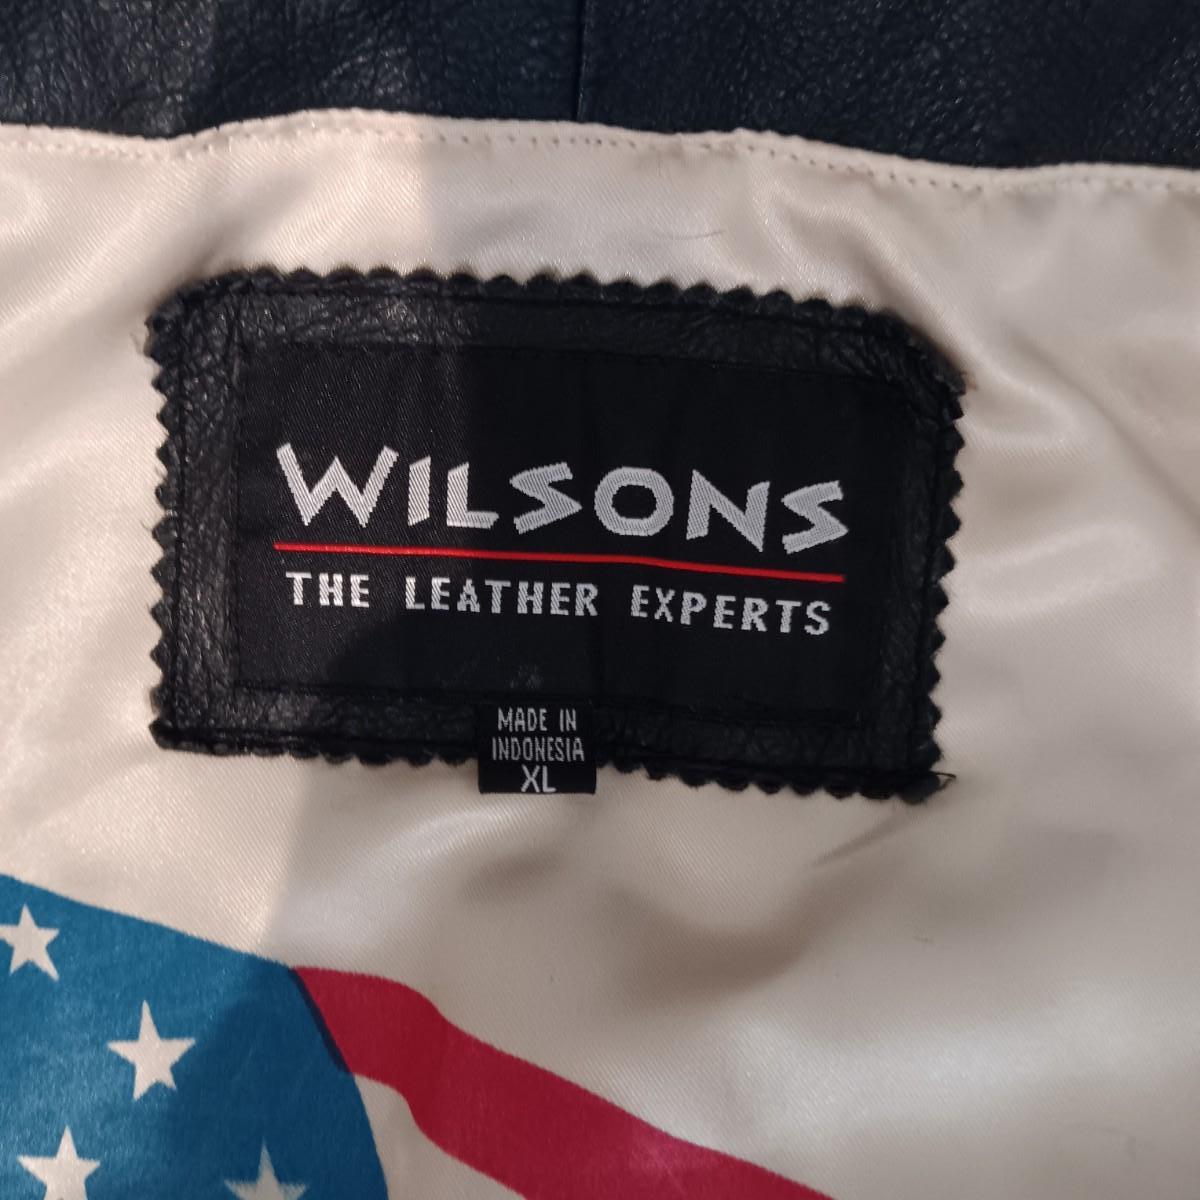 WILSONS
THE LEATHER EXPERTS
MADE IN
INDONESIA
XL